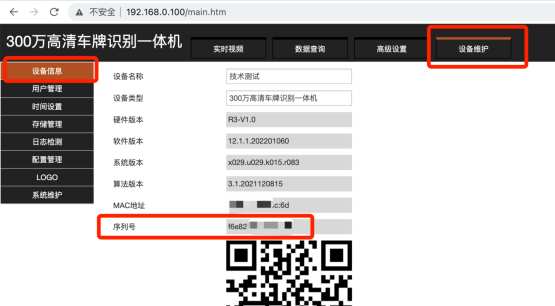 不安全 | 192.168.0.100/main.htm
300万高清车牌识别一体机
实时视频
数据查询
高级设置
设备维护
设备信息
用户管理
时间设置
存储管理
日志检测
配置管理
LOGO
系统维护
设备名称 技术测试
设备类型 300万高清车牌识别一体机
硬件版本 R3-V1.0
软件版本 12.1.1.202201060
系统版本 x029.u029.k015.r083
算法版本 3.1.2021120815
MAC地址 .c:6d
序列号 f6e82